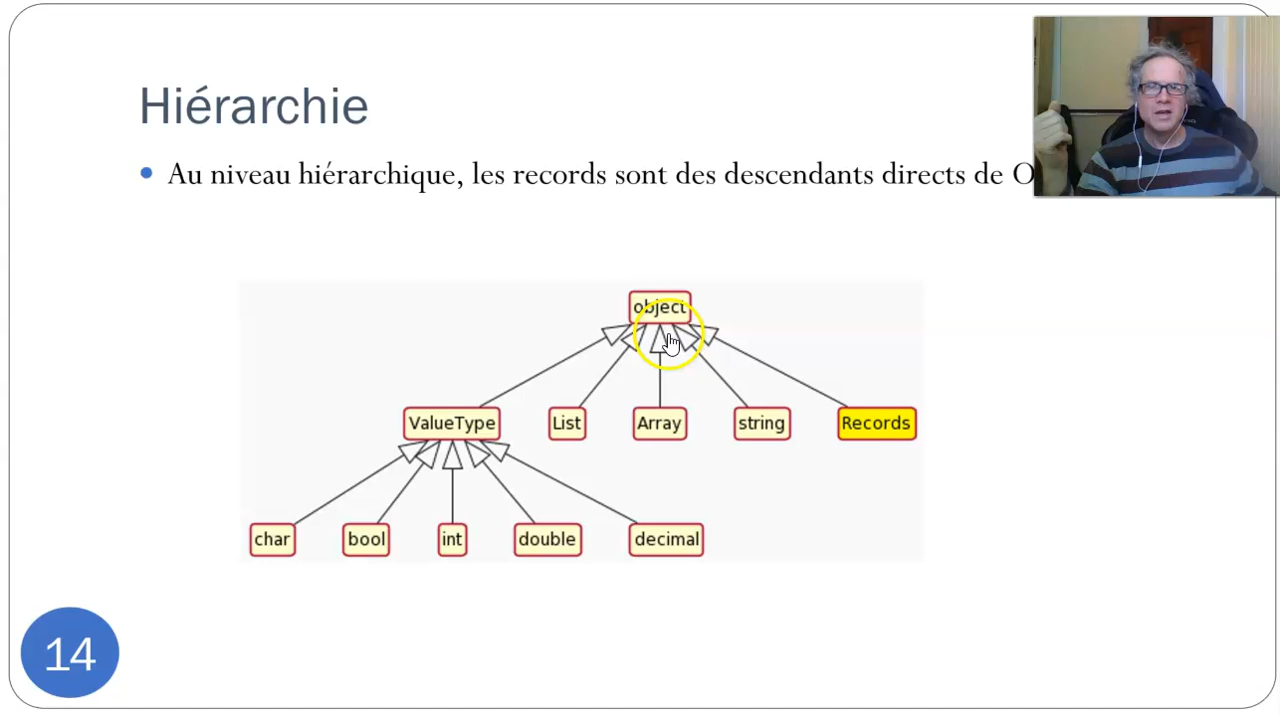 Hiérarchie
• Au niveau hiérarchique, les records sont des descendants directs de O
object
ValueType List Array string Records
char bool int double decimal
14